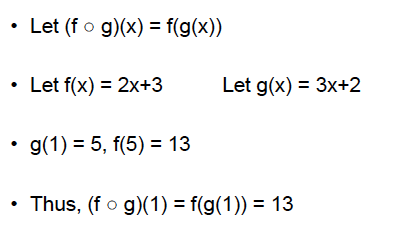 • Let (f ○ g)(x) = f(g(x))
• Let f(x) = 2x+3 Let g(x) = 3x+2
• g(1) = 5, f(5) = 13
• Thus, (f ○ g)(1) = f(g(1)) = 13